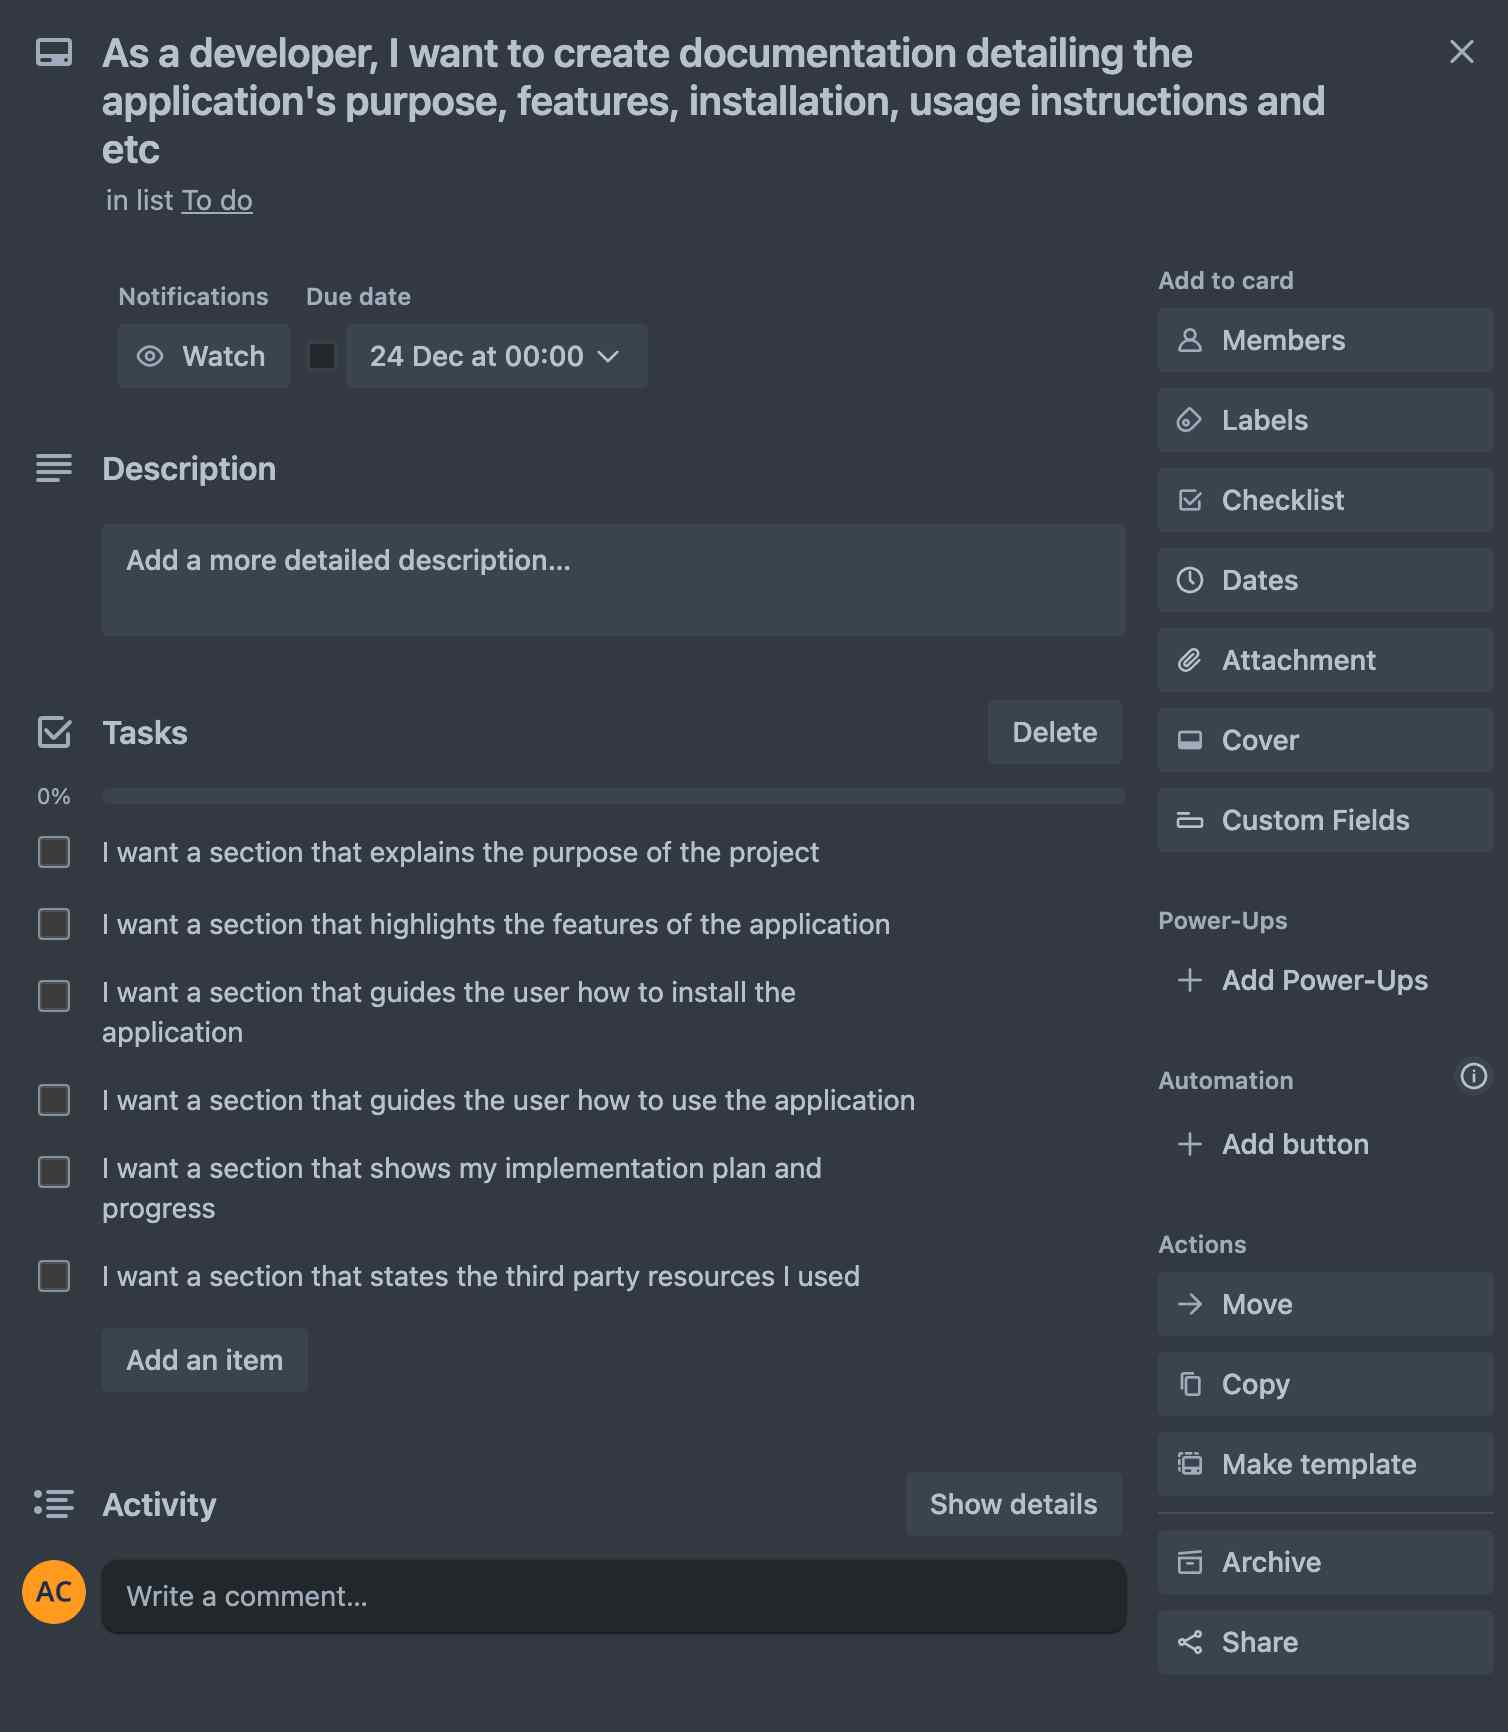 As a developer, I want to create documentation detailing the
application's purpose, features, installation, usage instructions and
etc
in list To do
Notifications
Due date
Watch
24 Dec at 00:00
Description
Add a more detailed description...
Tasks
Delete
0%
I want a section that explains the purpose of the project
I want a section that highlights the features of the application
I want a section that guides the user how to install the
application
I want a section that guides the user how to use the application
I want a section that shows my implementation plan and
progress
I want a section that states the third party resources I used
Add an item
Activity
Show details
AC
Write a comment...
Add to card
Members
Labels
Checklist
Dates
Attachment
Cover
Custom Fields
Power-Ups
Add Power-Ups
Automation
Add button
Actions
Move
Copy
Make template
Archive
Share